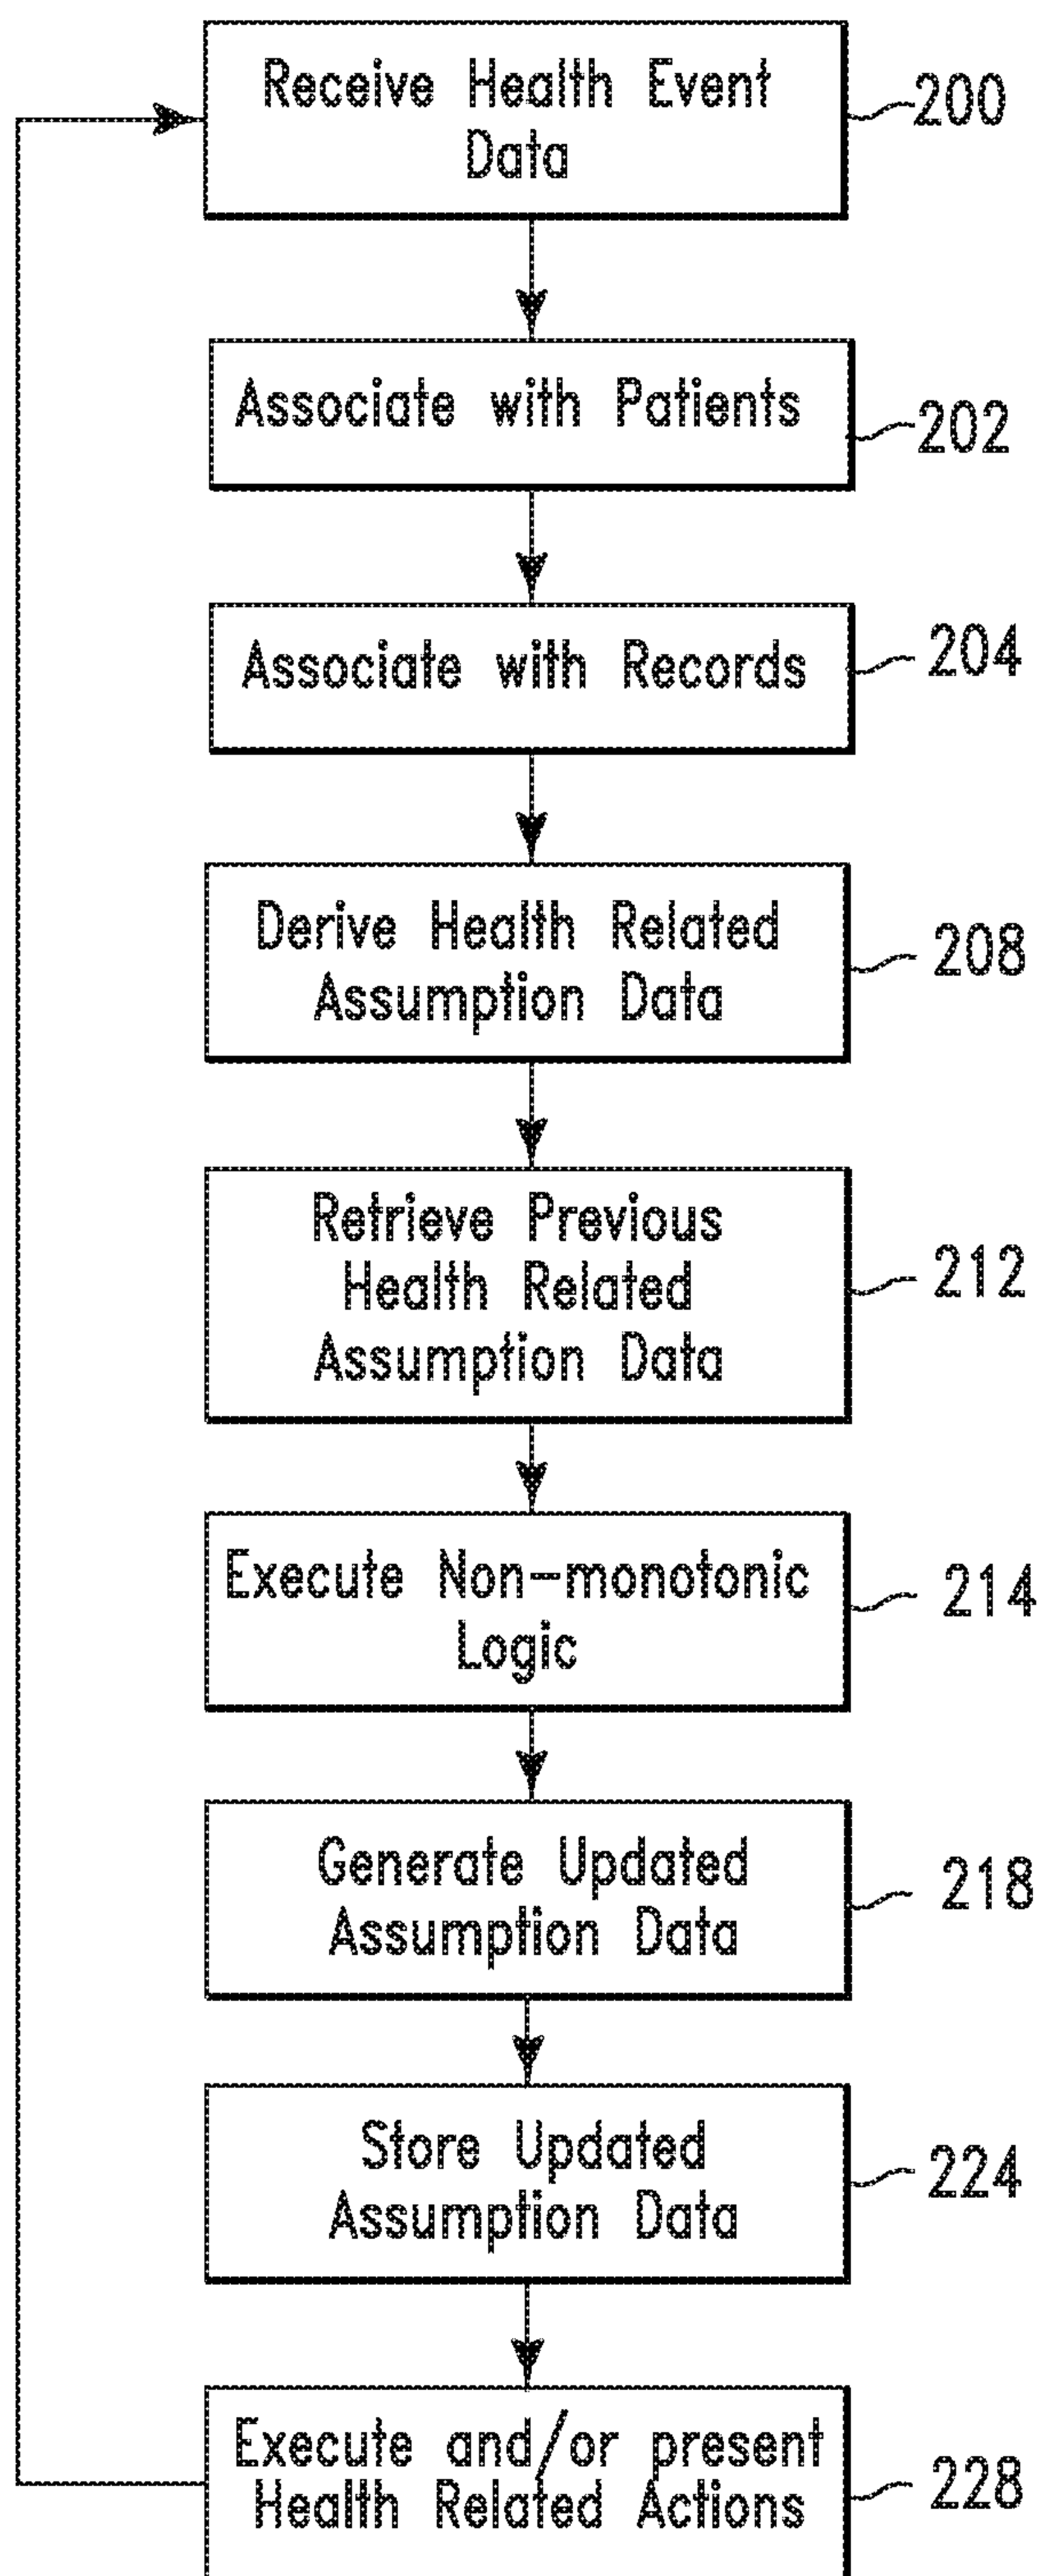 Receive Health Event
Data
200
Associate with Patients
202
Associate with Records
204
Derive Health Related
Assumption Data
208
Retrieve Previous
Health Related
Assumption Data
212
Execute Non-monotonic
Logic
214
Generate Updated
Assumption Data
218
Store Updated
Assumption Data
224
Execute and/or present
Health Related Actions
228